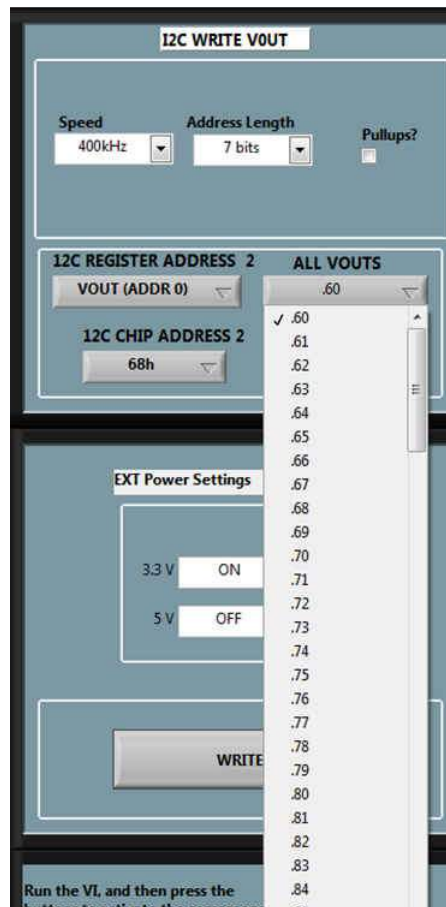 I2C WRITE V0UT
Speed Address Length Pullups?
400kHz 7 bits
12C REGISTER ADDRESS 2 ALL VOUTS
VOUT (ADDR 0) .60
12C CHIP ADDRESS 2
68h
✓ .60
.61
.62
.63
.64
.65
.66
.67
.68
.69
.70
.71
.72
.73
.74
.75
.76
.77
.78
.79
.80
.81
.82
.83
.84
EXT Power Settings
3.3 V ON
5 V OFF
WRITE
Run the VI, and then press the